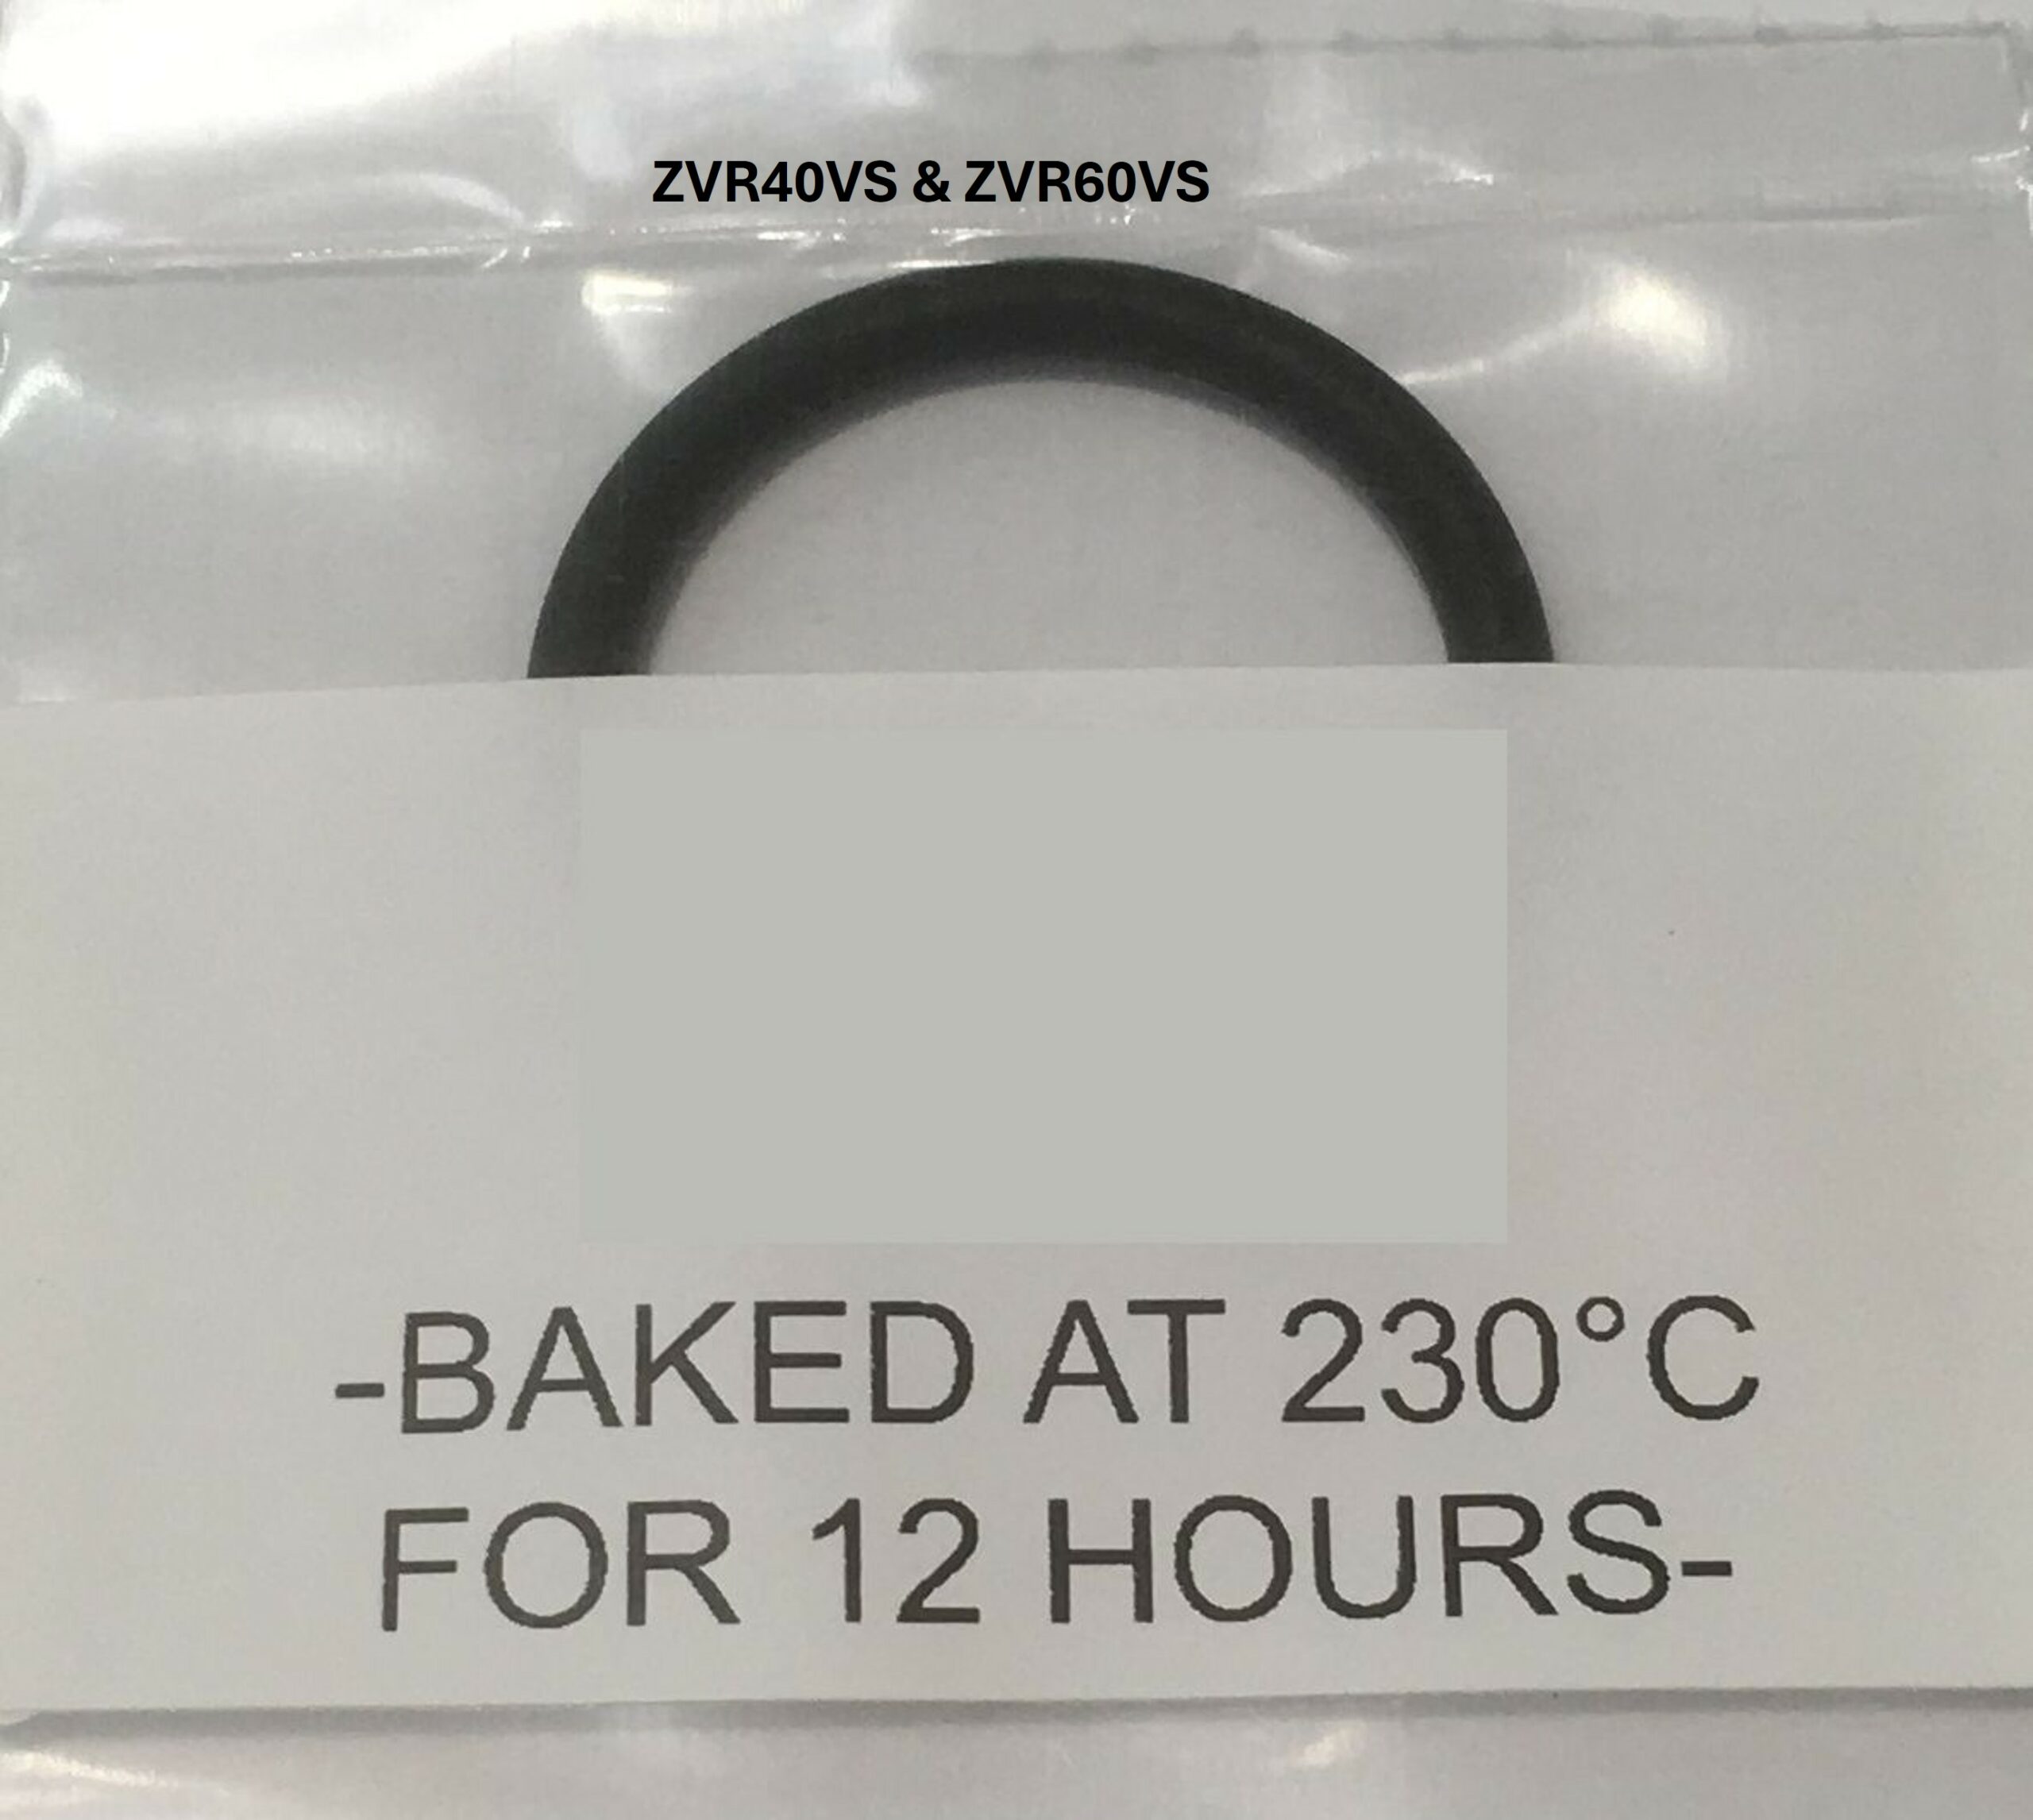 ZVR40VS & ZVR60VS
-BAKED AT 230°C
FOR 12 HOURS-